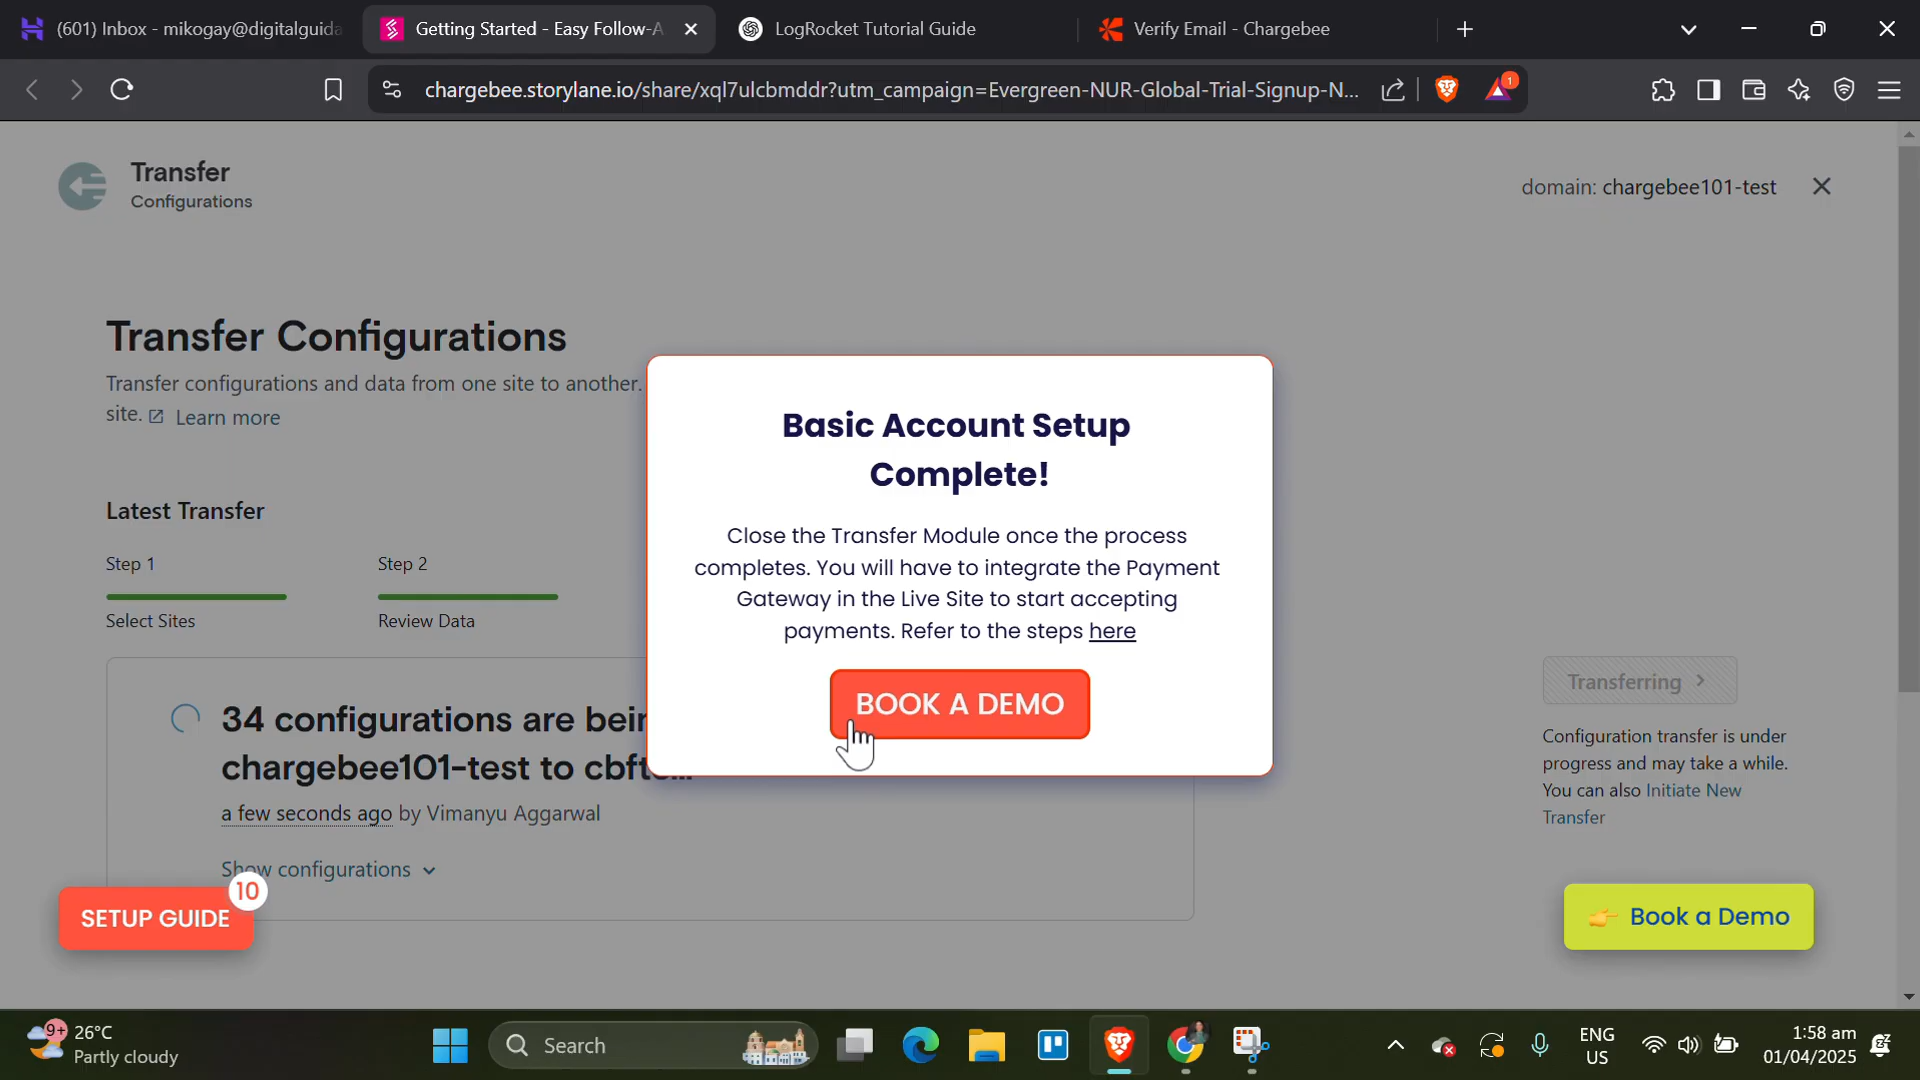 (601) Inbox - mikogay@digitalguida
Getting Started - Easy Follow-A
LogRocket Tutorial Guide
Verify Email - Chargebee
chargebee.storylane.io/share/xql7ulcbmddr?utm_campaign=Evergreen-NUR-Global-Trial-Signup-N...
1
Transfer
Configurations
domain: chargebee101-test
Transfer Configurations
Transfer configurations and data from one site to another.
site. Learn more
Latest Transfer
Step 1
Select Sites
Step 2
Review Data
34 configurations are bei
chargebee101-test to cbft
a few seconds ago by Vimanyu Aggarwal
Show configurations
Transferring
Configuration transfer is under
progress and may take a while.
You can also Initiate New
Transfer
Basic Account Setup
Complete!
Close the Transfer Module once the process
completes. You will have to integrate the Payment
Gateway in the Live Site to start accepting
payments. Refer to the steps here
BOOK A DEMO
SETUP GUIDE
10
👉 Book a Demo
9+
26°C
Partly cloudy
Search
ENG
US
1:58 am
01/04/2025